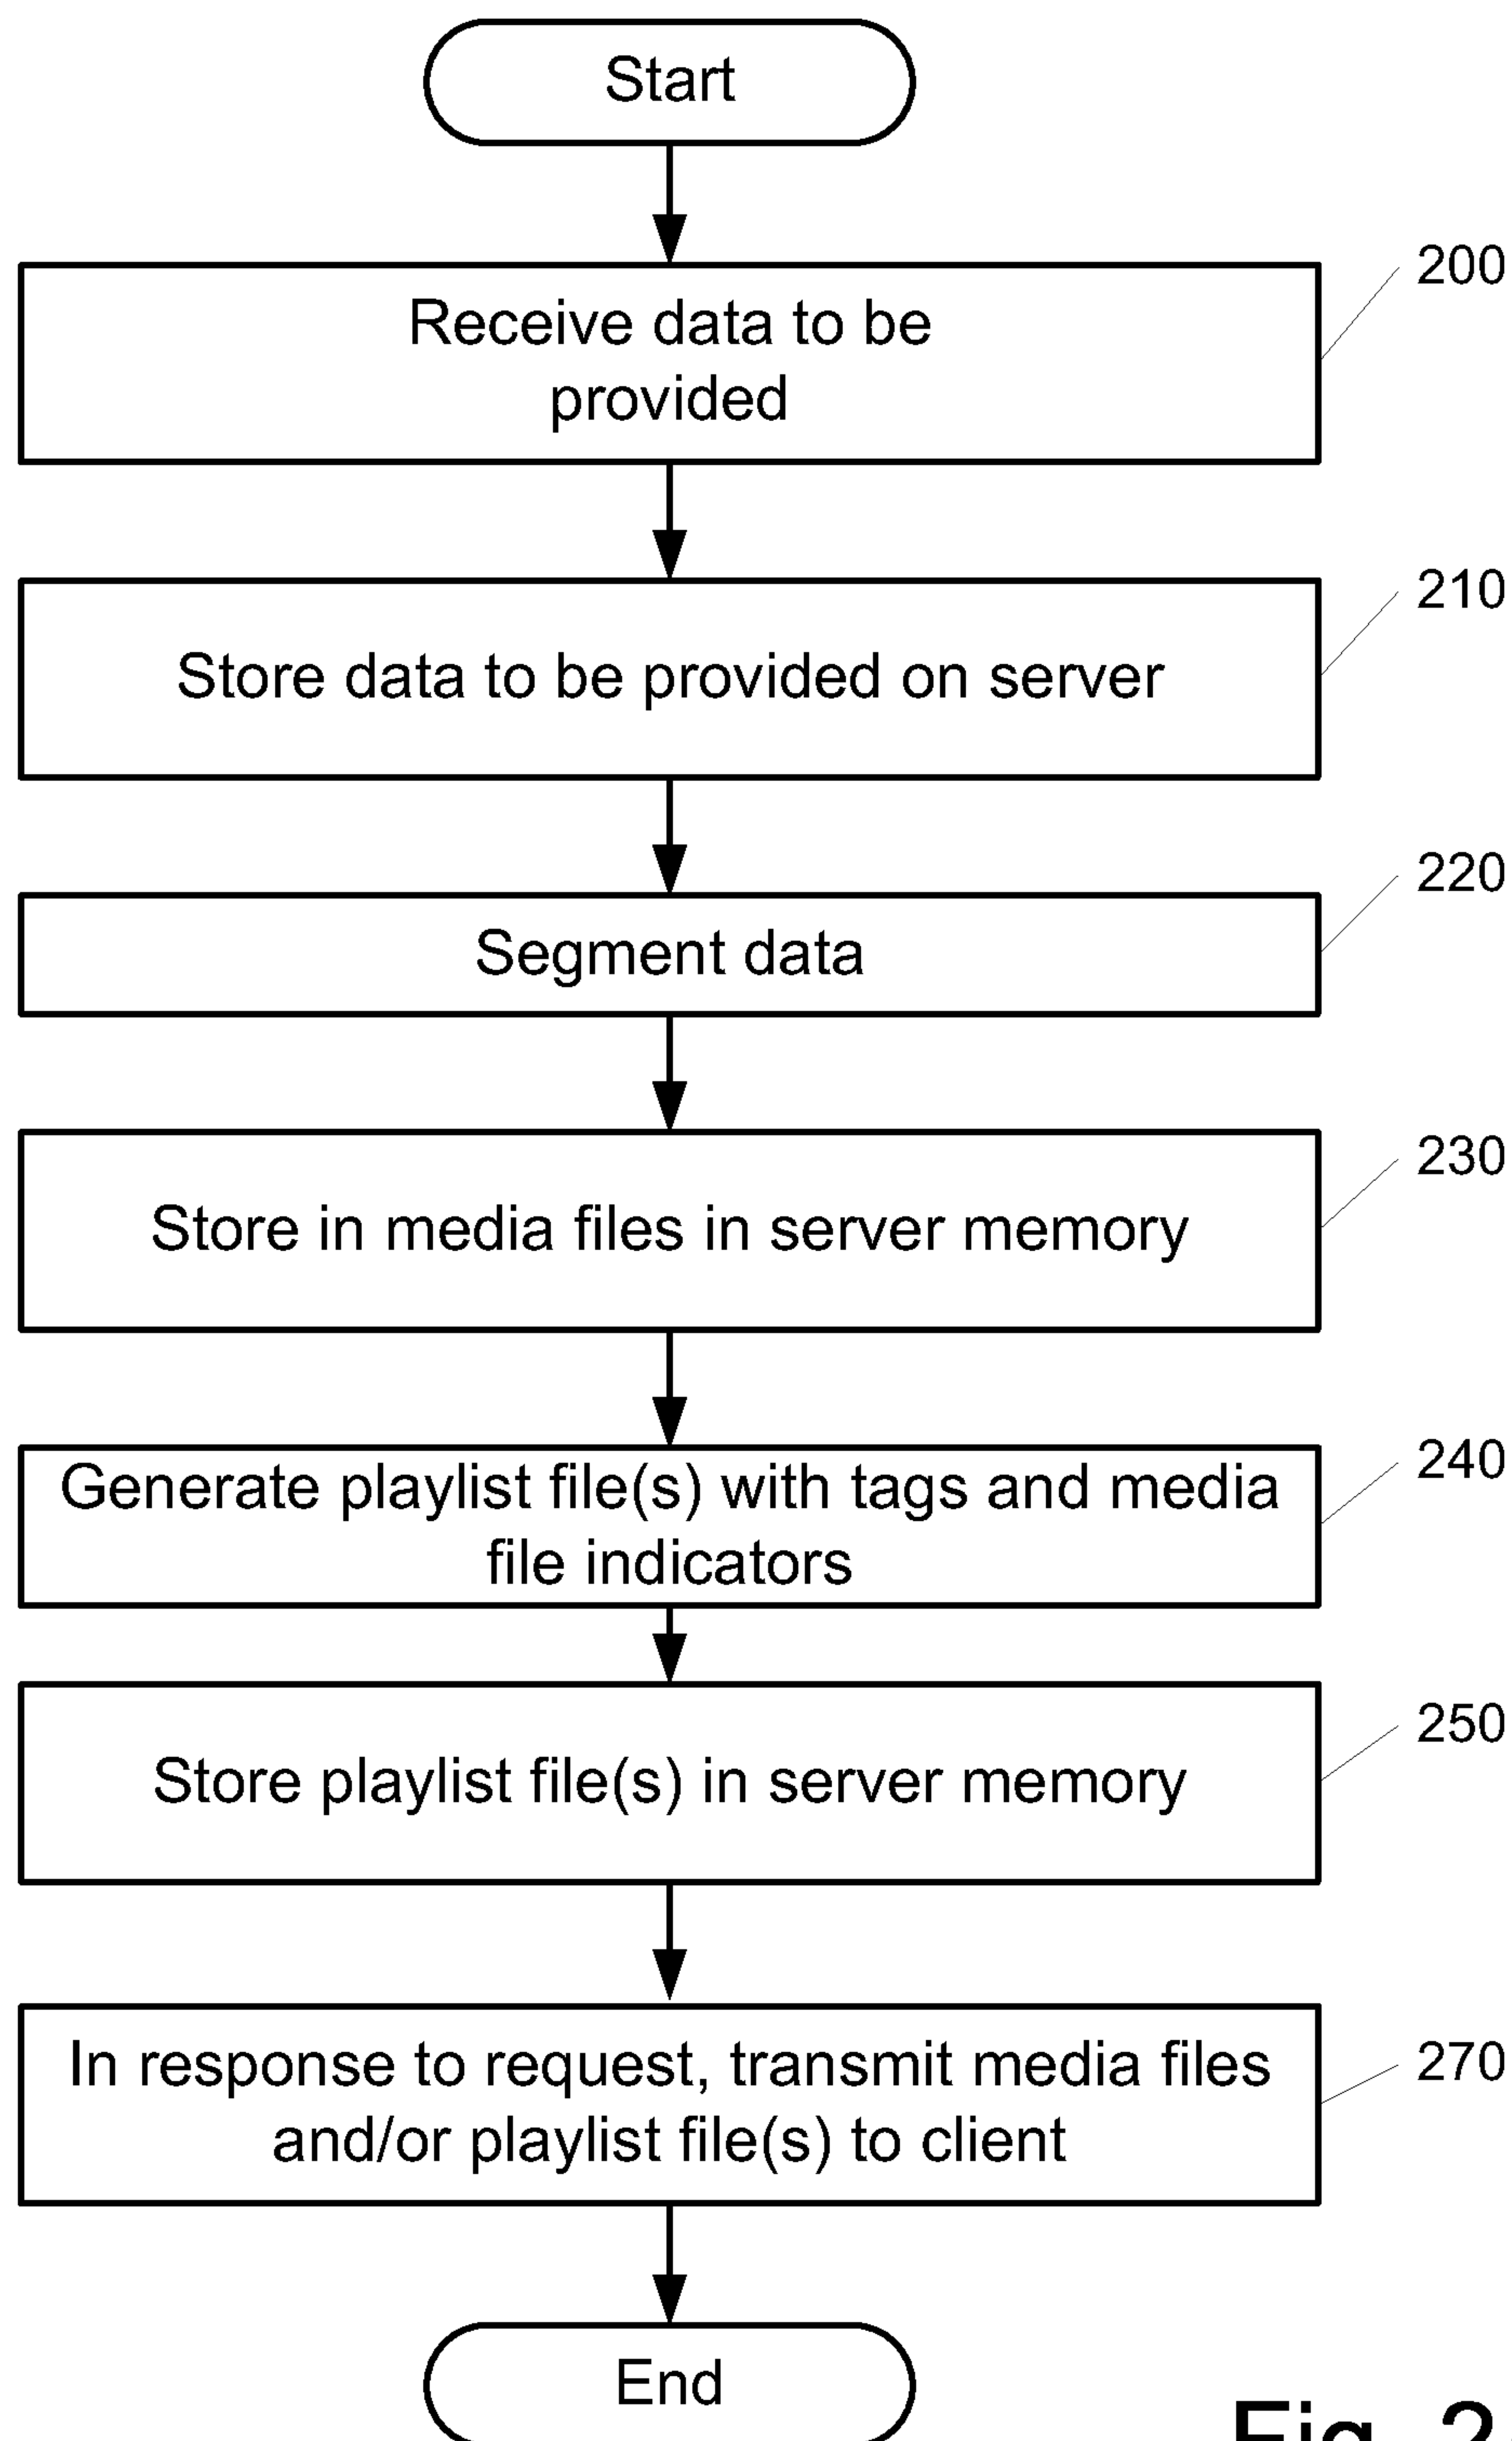 Start
200
Receive data to be
provided
210
Store data to be provided on server
220
Segment data
230
Store in media files in server memory
240
Generate playlist file(s) with tags and media
file indicators
250
Store playlist file(s) in server memory
270
In response to request, transmit media files
and/or playlist file(s) to client
End
Fig. 2